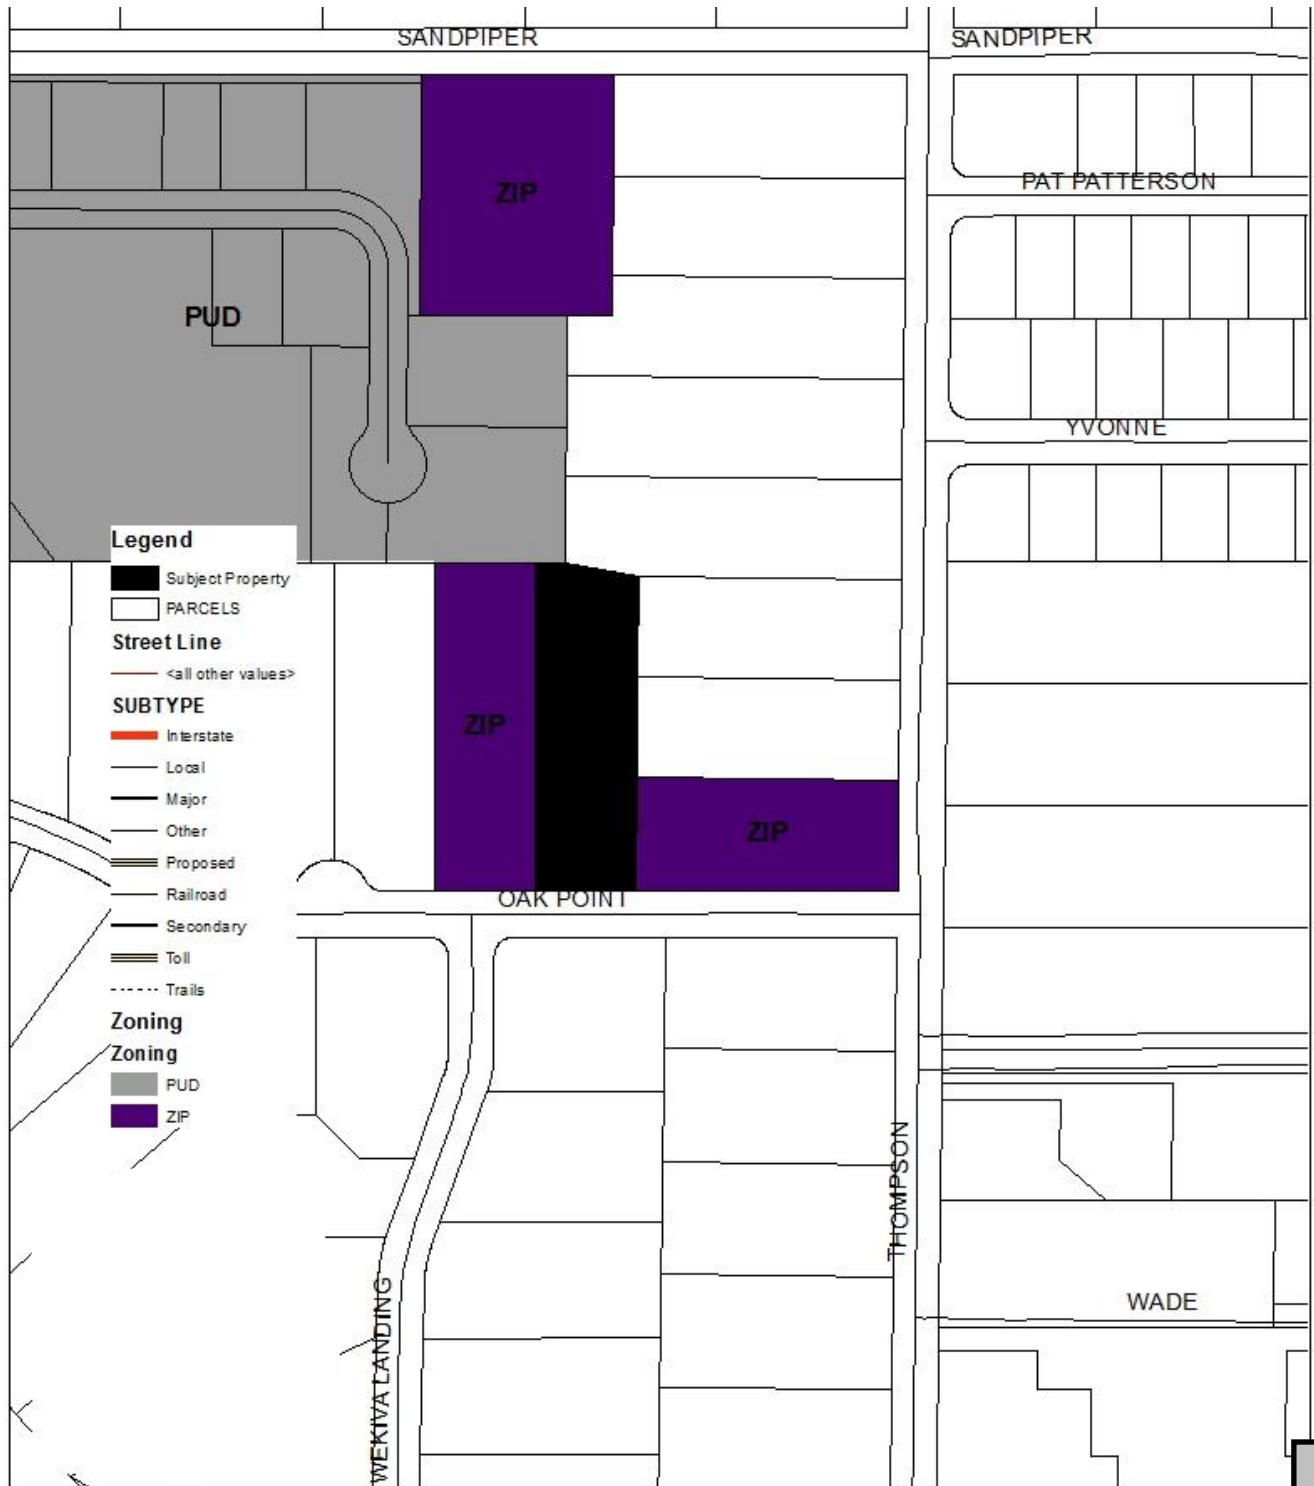 SANDPIPER
SANDPIPER
PAT PATTERSON
ZIP
PUD
YVONNE
Legend
Subject Property
PARCELS
Street Line
<all other values>
SUBTYPE
Interstate
Local
Major
Other
Proposed
Railroad
Secondary
Toll
Trails
Zoning
Zoning
PUD
ZIP
ZIP
ZIP
OAK POINT
THOMPSON
WADE
WEKIVA LANDING